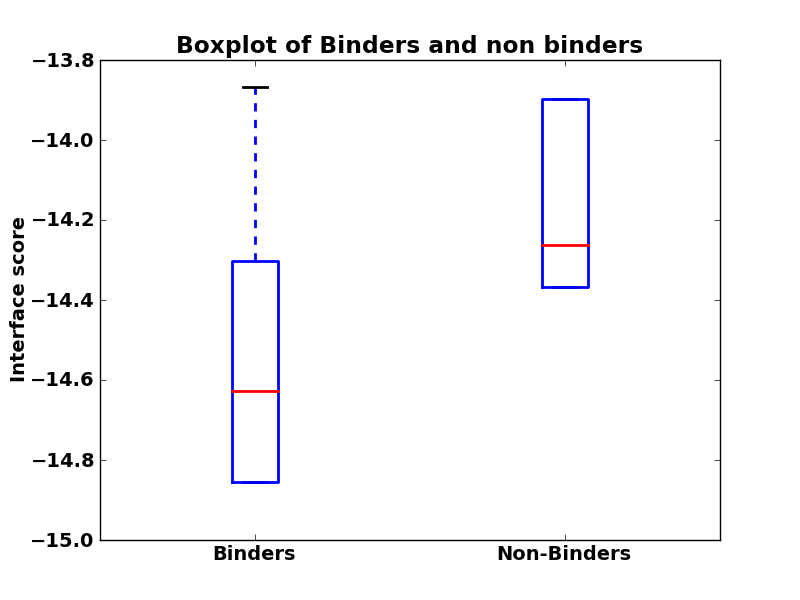 Boxplot of Binders and non binders
−13.8
−14.0
−14.2
−14.4
−14.6
−14.8
−15.0
Interface score
Binders
Non-Binders